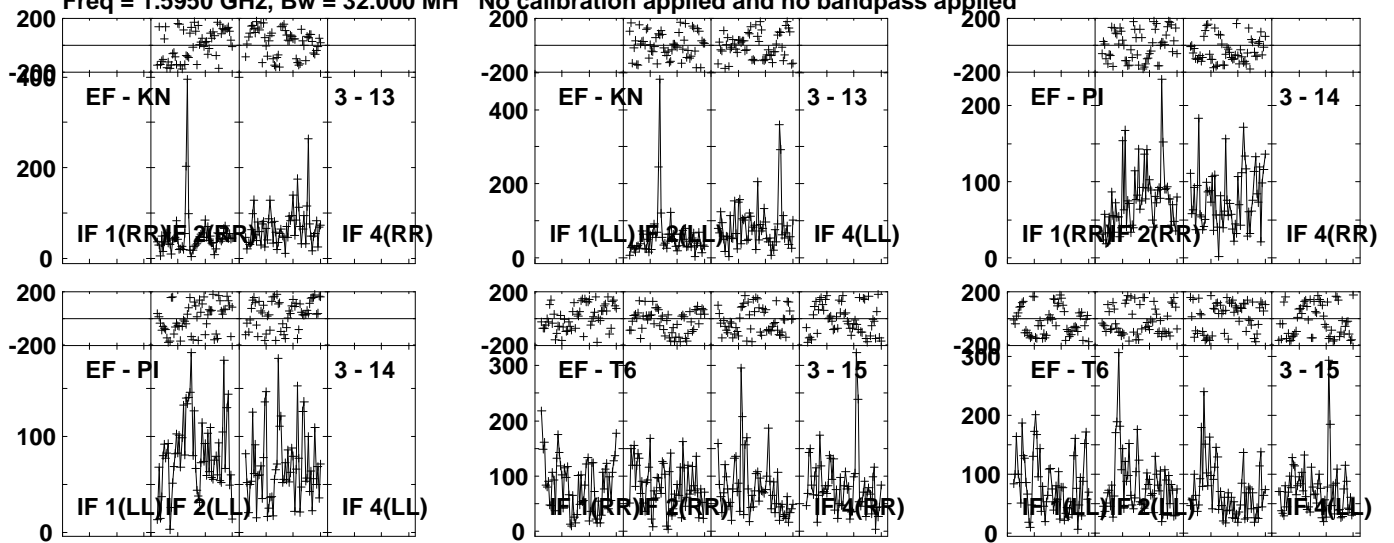 Freq = 1.5950 GHz, Bw = 32.000 MH No calibration applied and no bandpass applied
200
-200
400
200
0
EF - KN
3 - 13
IF 1(RR)
IF 2(RR)
IF 4(RR)
200
-200
400
200
0
EF - KN
3 - 13
IF 1(LL)
IF 2(LL)
IF 4(LL)
200
-200
200
100
0
EF - PI
3 - 14
IF 1(RR)
IF 2(RR)
IF 4(RR)
200
-200
100
0
EF - PI
3 - 14
IF 1(LL)
IF 2(LL)
IF 4(LL)
200
-200
300
200
100
0
EF - T6
3 - 15
IF 1(RR)
IF 2(RR)
IF 4(RR)
200
-200
300
200
100
0
EF - T6
3 - 15
IF 1(LL)
IF 2(LL)
IF 4(LL)